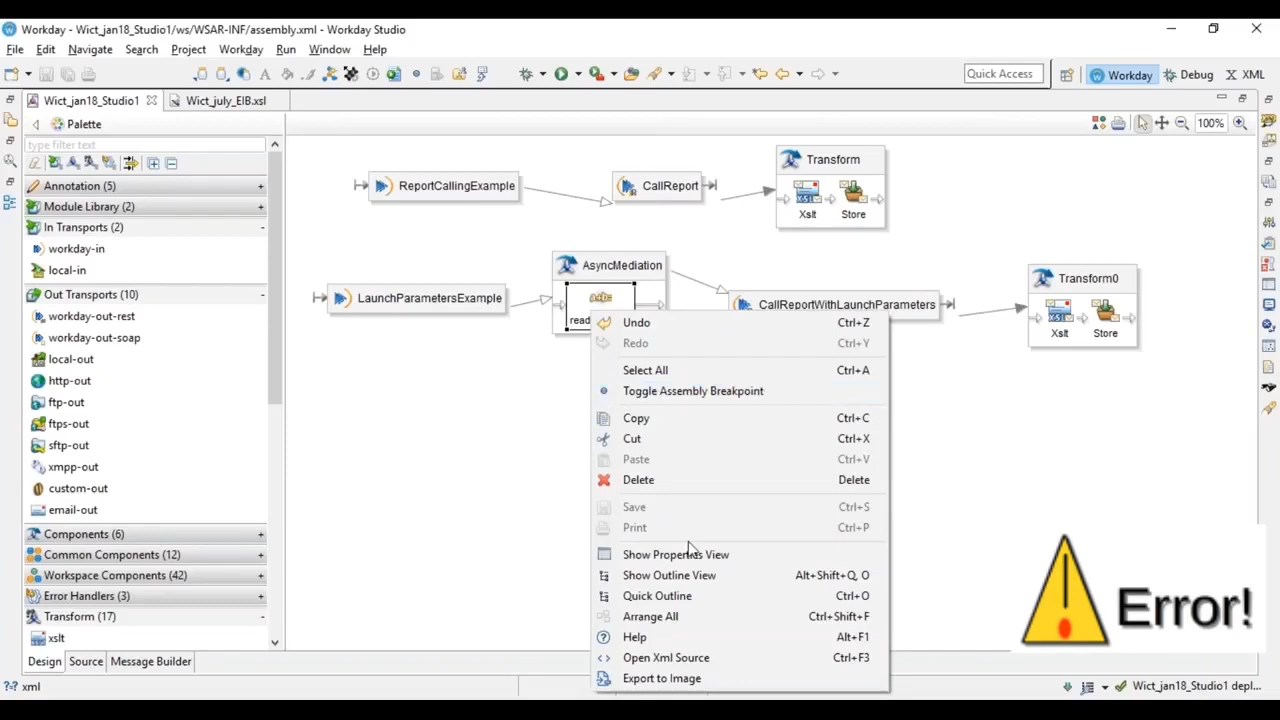 Workday - Wict_jan18_Studio1/ws/WSAR-INF/assembly.xml - Workday Studio
File Edit Navigate Search Project Workday Run Window Help
Quick Access Workday Debug XML
Wict_jan18_Studio1 Wict_july_EIB.xsl
Palette
100%
type filter text
Annotation (5)
Module Library (2)
In Transports (2)
workday-in
local-in
Out Transports (10)
workday-out-rest
workday-out-soap
local-out
http-out
ftp-out
ftps-out
sftp-out
xmpp-out
custom-out
email-out
Components (6)
Common Components (12)
Workspace Components (42)
Error Handlers (3)
Transform (17)
xslt
Design Source Message Builder
xml
ReportCallingExample
CallReport
Transform
Xslt Store
LaunchParametersExample
AsyncMediation
read
CallReportWithLaunchParameters
Transform0
Xslt Store
Undo Ctrl+Z
Redo Ctrl+Y
Select All Ctrl+A
Toggle Assembly Breakpoint
Copy Ctrl+C
Cut Ctrl+X
Paste Ctrl+V
Delete Delete
Save Ctrl+S
Print Ctrl+P
Show Properties View
Show Outline View Alt+Shift+Q, O
Quick Outline Ctrl+O
Arrange All Ctrl+Shift+F
Help Alt+F1
Open Xml Source Ctrl+F3
Export to Image
Error!
Wict_jan18_Studio1 depl...